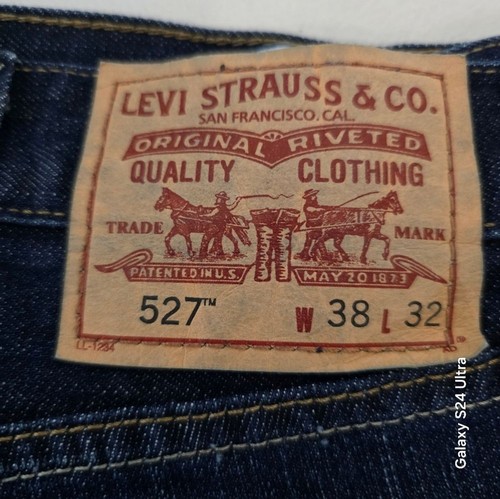 LEVI STRAUSS & CO.
SAN FRANCISCO, CAL.
ORIGINAL RIVETED
QUALITY CLOTHING
TRADE MARK
PATENTED IN U.S. MAY 20 1873
527™ W 38 L 32
Galaxy S24 Ultra